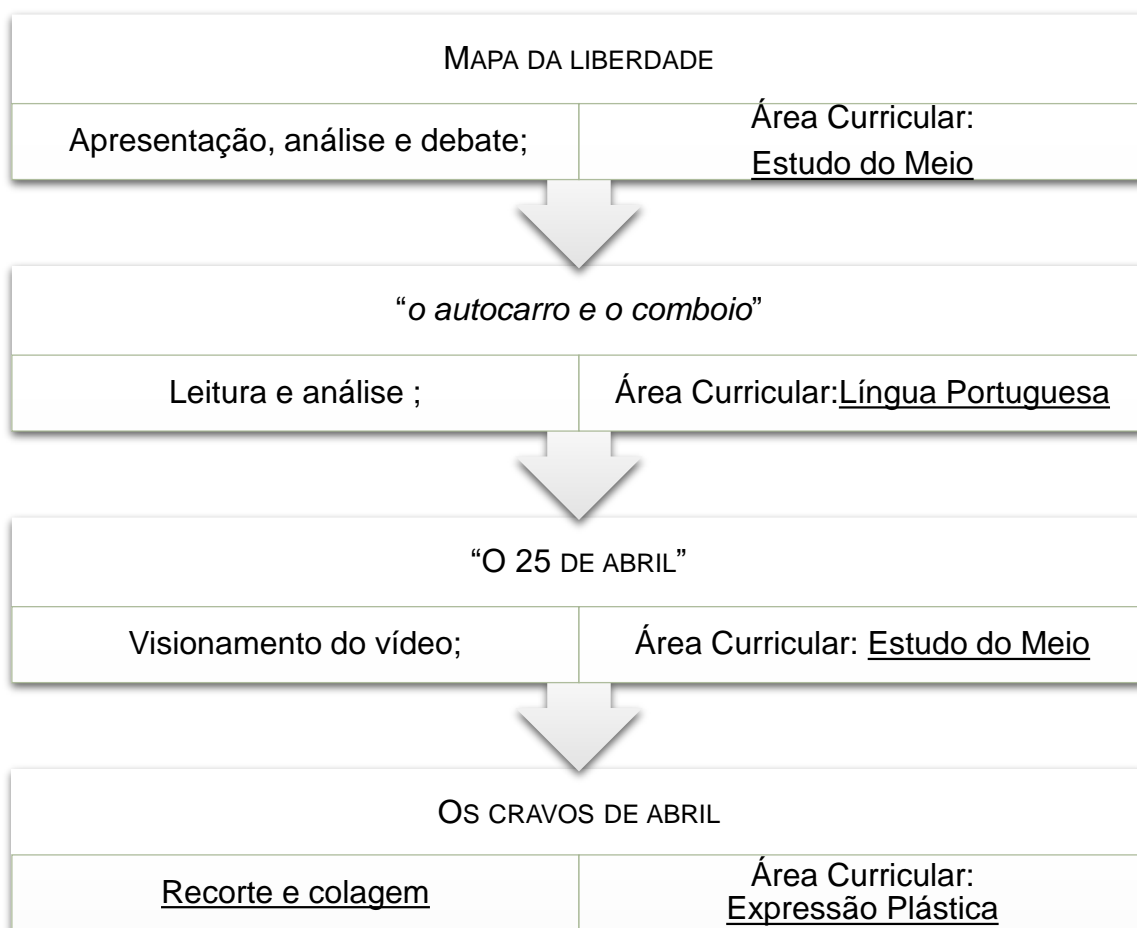 MAPA DA LIBERDADE
Apresentação, análise e debate;
Área Curricular:
Estudo do Meio
“o autocarro e o comboio”
Leitura e análise ;
Área Curricular:Língua Portuguesa
“O 25 DE ABRIL”
Visionamento do vídeo;
Área Curricular: Estudo do Meio
OS CRAVOS DE ABRIL
Recorte e colagem
Área Curricular:
Expressão Plástica